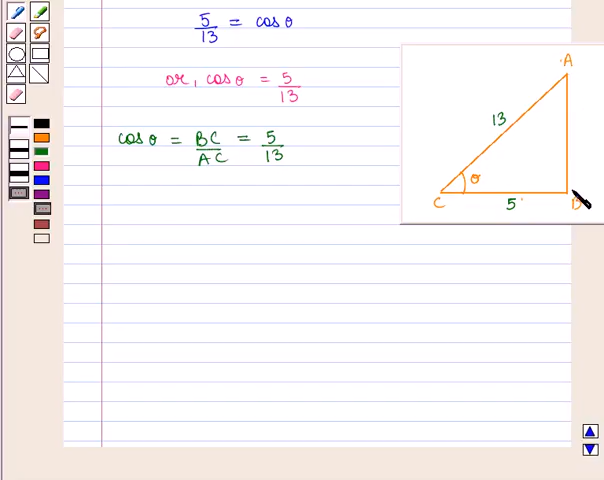 5/13 = cos θ
or, cos θ = 5/13
cos θ = BC/AC = 5/13
A
13
θ
C
5
B